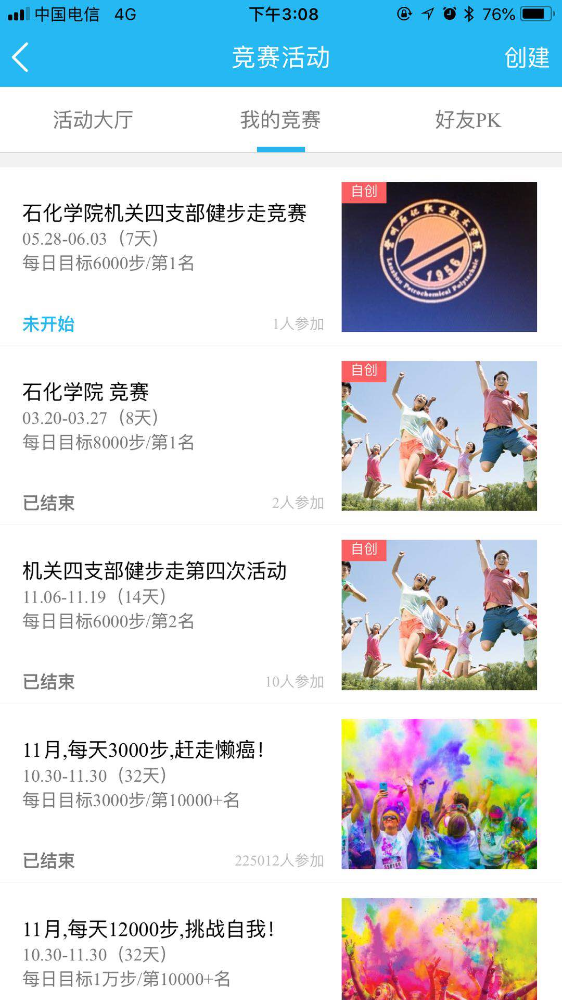 中国电信 4G 下午3:08 76%
竞赛活动 创建
活动大厅 我的竞赛 好友PK
自创
石化学院机关四支部健步走竞赛
05.28-06.03（7天）
每日目标6000步/第1名
未开始 1人参加
兰州石化职业技术学院
1956
Lanzhou Petrochemical Polytechnic
自创
石化学院 竞赛
03.20-03.27（8天）
每日目标8000步/第1名
已结束 2人参加
自创
机关四支部健步走第四次活动
11.06-11.19（14天）
每日目标6000步/第2名
已结束 10人参加
11月,每天3000步,赶走懒癌！
10.30-11.30（32天）
每日目标3000步/第10000+名
已结束 225012人参加
11月,每天12000步,挑战自我！
10.30-11.30（32天）
每日目标1万步/第10000+名